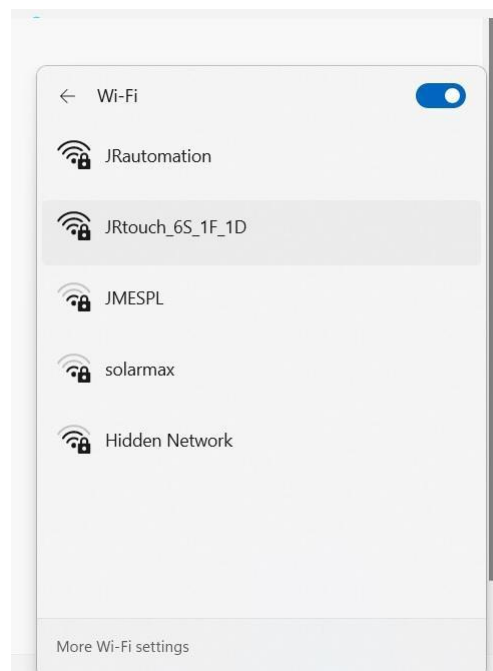 Wi-Fi
JRautomation
JRtouch_6S_1F_1D
JMESPL
solarmax
Hidden Network
More Wi-Fi settings